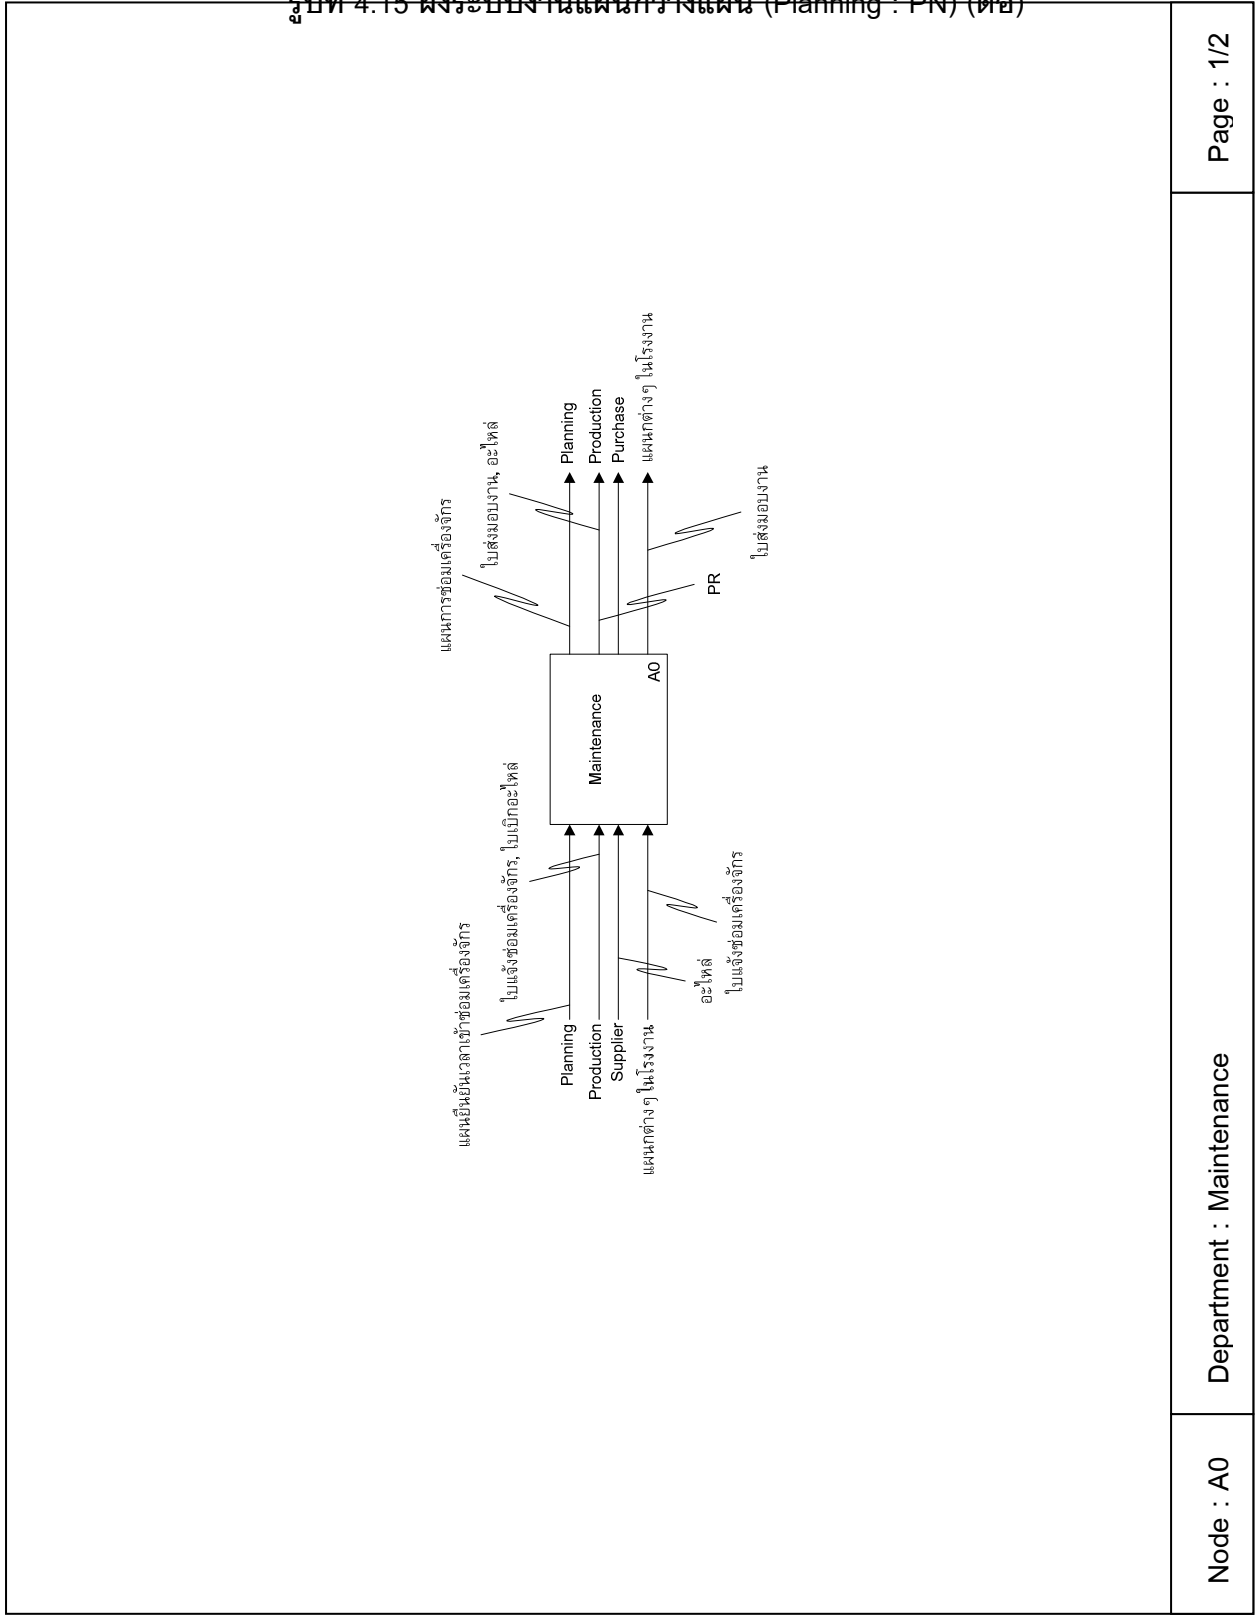 รูปที่ 4.15 ผังระบบงานแผนกวางแผน (Planning : PN) (ต่อ)
แผนยืนยันเวลาเข้าซ่อมเครื่องจักร
ใบแจ้งซ่อมเครื่องจักร, ใบเบิกอะไหล่
Planning
Production
Supplier
แผนกต่างๆ ในโรงงาน
อะไหล่
ใบแจ้งซ่อมเครื่องจักร
Maintenance
A0
แผนการซ่อมเครื่องจักร
ใบส่งมอบงาน, อะไหล่
Planning
Production
Purchase
แผนกต่างๆ ในโรงงาน
PR
ใบส่งมอบงาน
Node : A0
Department : Maintenance
Page : 1/2